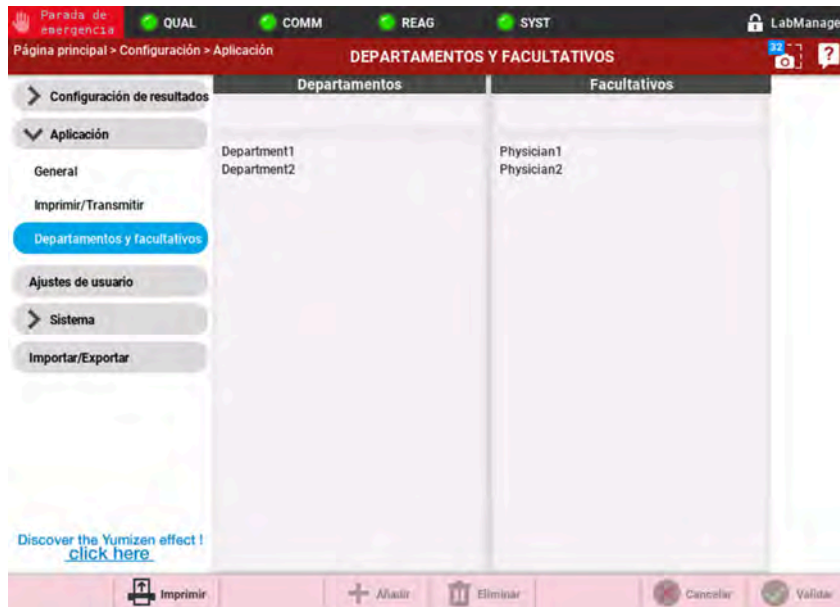 Parada de emergencia
QUAL
COMM
REAG
SYST
LabManage
Página principal > Configuración > Aplicación
DEPARTAMENTOS Y FACULTATIVOS
32
?
Configuración de resultados
Aplicación
General
Imprimir/Transmitir
Departamentos y facultativos
Ajustes de usuario
Sistema
Importar/Exportar
Departamentos
Department1
Department2
Facultativos
Physician1
Physician2
Discover the Yumizen effect !
click here
Imprimir
Añadir
Eliminar
Cancelar
Validar